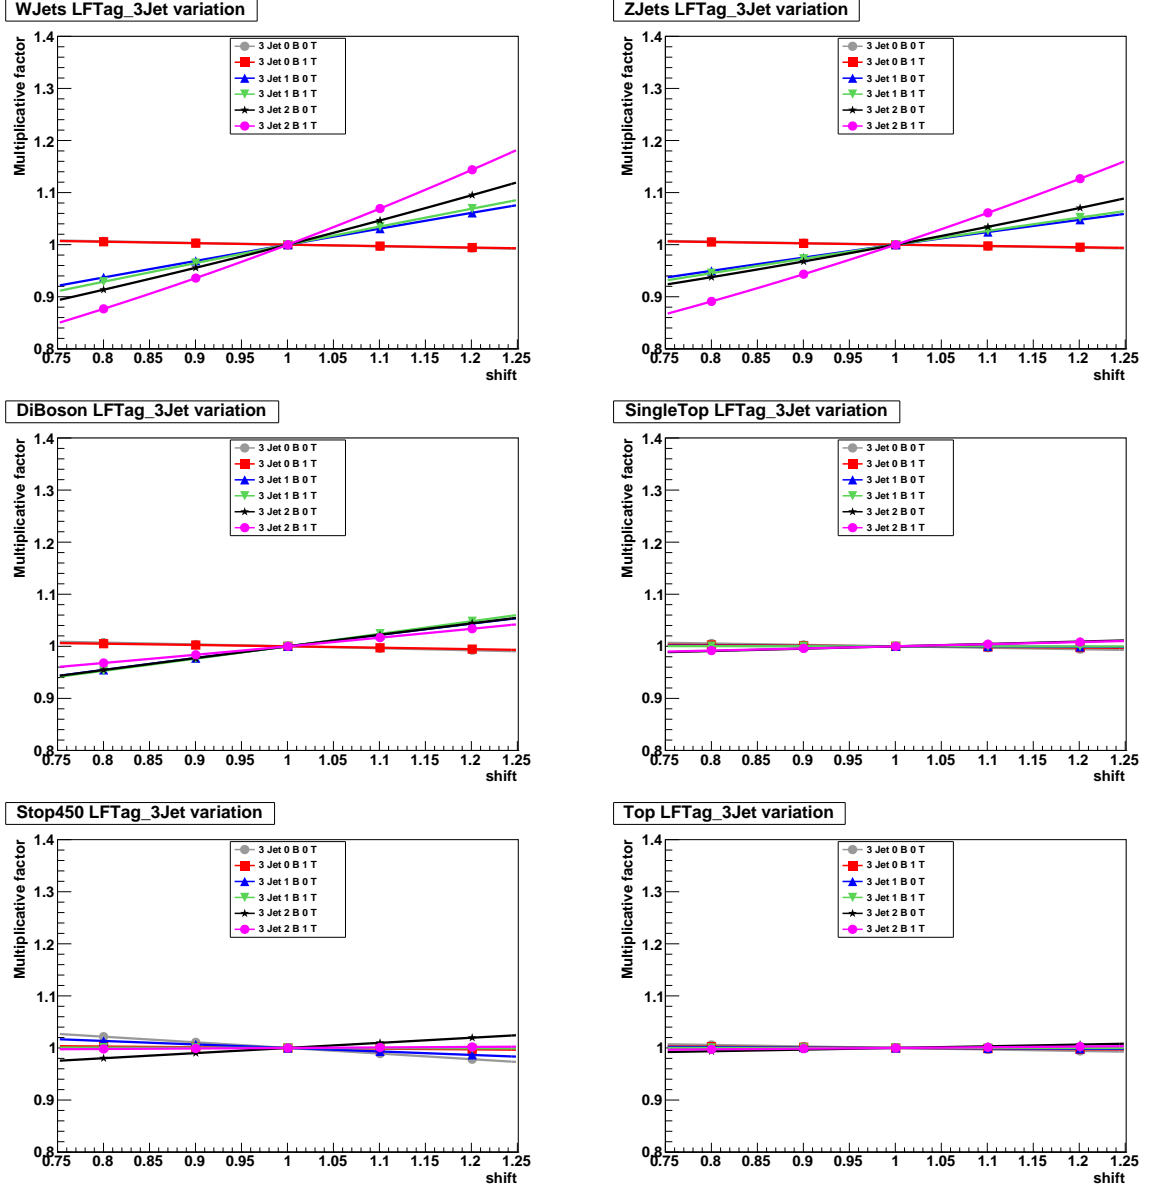 WJets LFTag_3Jet variation
Multiplicative factor
1.4
1.3
1.2
1.1
1
0.9
0.8
3 Jet 0 B 0 T
3 Jet 0 B 1 T
3 Jet 1 B 0 T
3 Jet 1 B 1 T
3 Jet 2 B 0 T
3 Jet 2 B 1 T
0.75 0.8 0.85 0.9 0.95 1 1.05 1.1 1.15 1.2 1.25
shift
ZJets LFTag_3Jet variation
Multiplicative factor
1.4
1.3
1.2
1.1
1
0.9
0.8
3 Jet 0 B 0 T
3 Jet 0 B 1 T
3 Jet 1 B 0 T
3 Jet 1 B 1 T
3 Jet 2 B 0 T
3 Jet 2 B 1 T
0.75 0.8 0.85 0.9 0.95 1 1.05 1.1 1.15 1.2 1.25
shift
DiBoson LFTag_3Jet variation
Multiplicative factor
1.4
1.3
1.2
1.1
1
0.9
0.8
3 Jet 0 B 0 T
3 Jet 0 B 1 T
3 Jet 1 B 0 T
3 Jet 1 B 1 T
3 Jet 2 B 0 T
3 Jet 2 B 1 T
0.75 0.8 0.85 0.9 0.95 1 1.05 1.1 1.15 1.2 1.25
shift
SingleTop LFTag_3Jet variation
Multiplicative factor
1.4
1.3
1.2
1.1
1
0.9
0.8
3 Jet 0 B 0 T
3 Jet 0 B 1 T
3 Jet 1 B 0 T
3 Jet 1 B 1 T
3 Jet 2 B 0 T
3 Jet 2 B 1 T
0.75 0.8 0.85 0.9 0.95 1 1.05 1.1 1.15 1.2 1.25
shift
Stop450 LFTag_3Jet variation
Multiplicative factor
1.4
1.3
1.2
1.1
1
0.9
0.8
3 Jet 0 B 0 T
3 Jet 0 B 1 T
3 Jet 1 B 0 T
3 Jet 1 B 1 T
3 Jet 2 B 0 T
3 Jet 2 B 1 T
0.75 0.8 0.85 0.9 0.95 1 1.05 1.1 1.15 1.2 1.25
shift
Top LFTag_3Jet variation
Multiplicative factor
1.4
1.3
1.2
1.1
1
0.9
0.8
3 Jet 0 B 0 T
3 Jet 0 B 1 T
3 Jet 1 B 0 T
3 Jet 1 B 1 T
3 Jet 2 B 0 T
3 Jet 2 B 1 T
0.75 0.8 0.85 0.9 0.95 1 1.05 1.1 1.15 1.2 1.25
shift